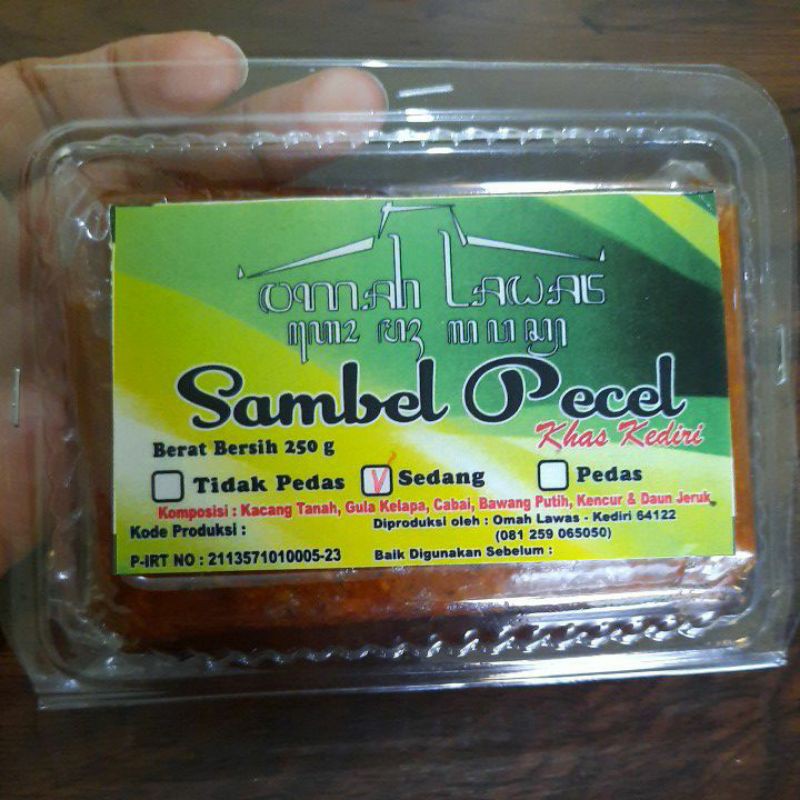 omah Lawas
Sambel Pecel
Khas Kediri
Berat Bersih 250 g
Tidak Pedas Sedang Pedas
Komposisi : Kacang Tanah, Gula Kelapa, Cabai, Bawang Putih, Kencur & Daun Jeruk
Kode Produksi : Diproduksi oleh : Omah Lawas - Kediri 64122
(081 259 065050)
P-IRT NO : 2113571010005-23 Baik Digunakan Sebelum :